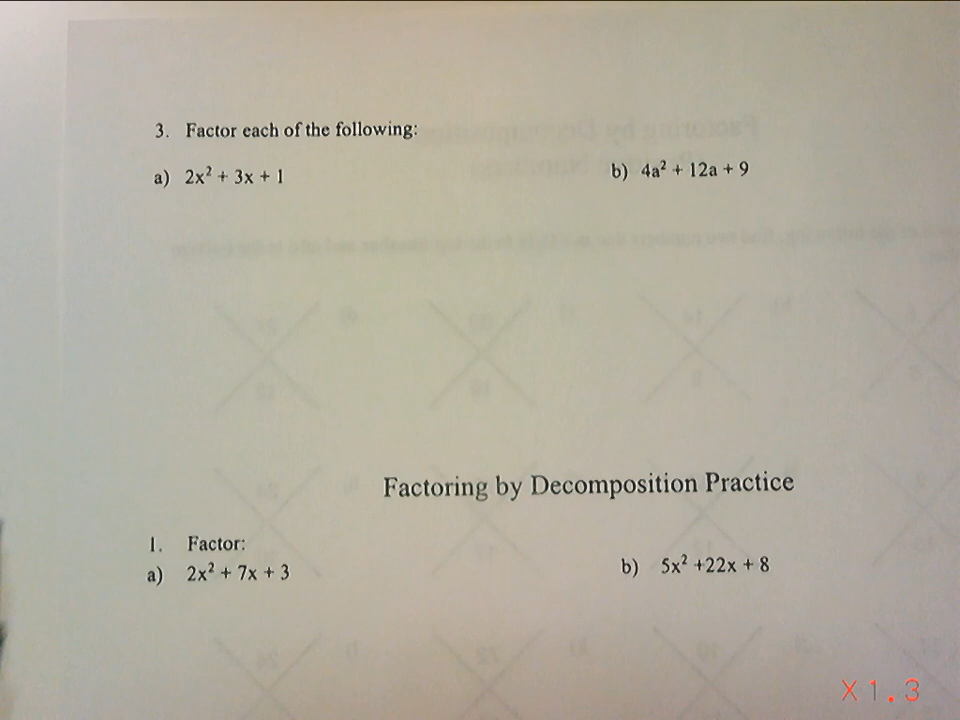 3. Factor each of the following:
a) 2x² + 3x + 1 b) 4a² + 12a + 9
Factoring by Decomposition Practice
1. Factor:
a) 2x² + 7x + 3 b) 5x² +22x + 8
X1.3